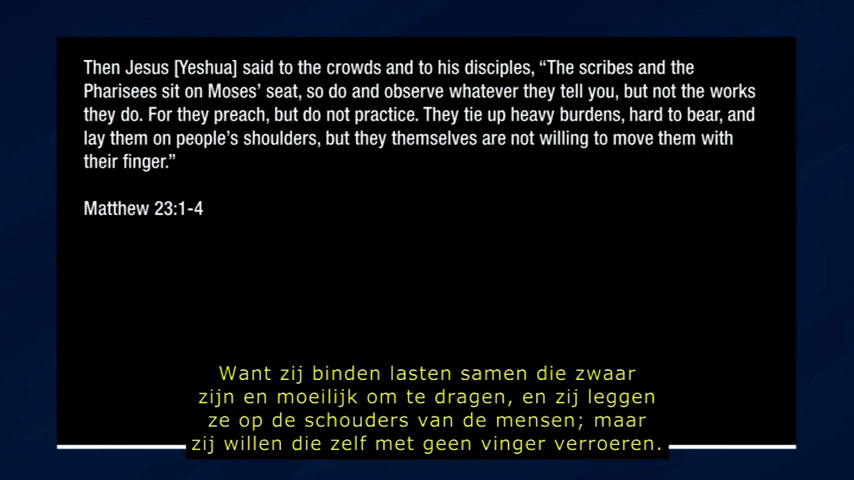 Then Jesus [Yeshua] said to the crowds and to his disciples, “The scribes and the
Pharisees sit on Moses’ seat, so do and observe whatever they tell you, but not the works
they do. For they preach, but do not practice. They tie up heavy burdens, hard to bear, and
lay them on people’s shoulders, but they themselves are not willing to move them with
their finger.”
Matthew 23:1-4
Want zij binden lasten samen die zwaar
zijn en moeilijk om te dragen, en zij leggen
ze op de schouders van de mensen; maar
zij willen die zelf met geen vinger verroeren.